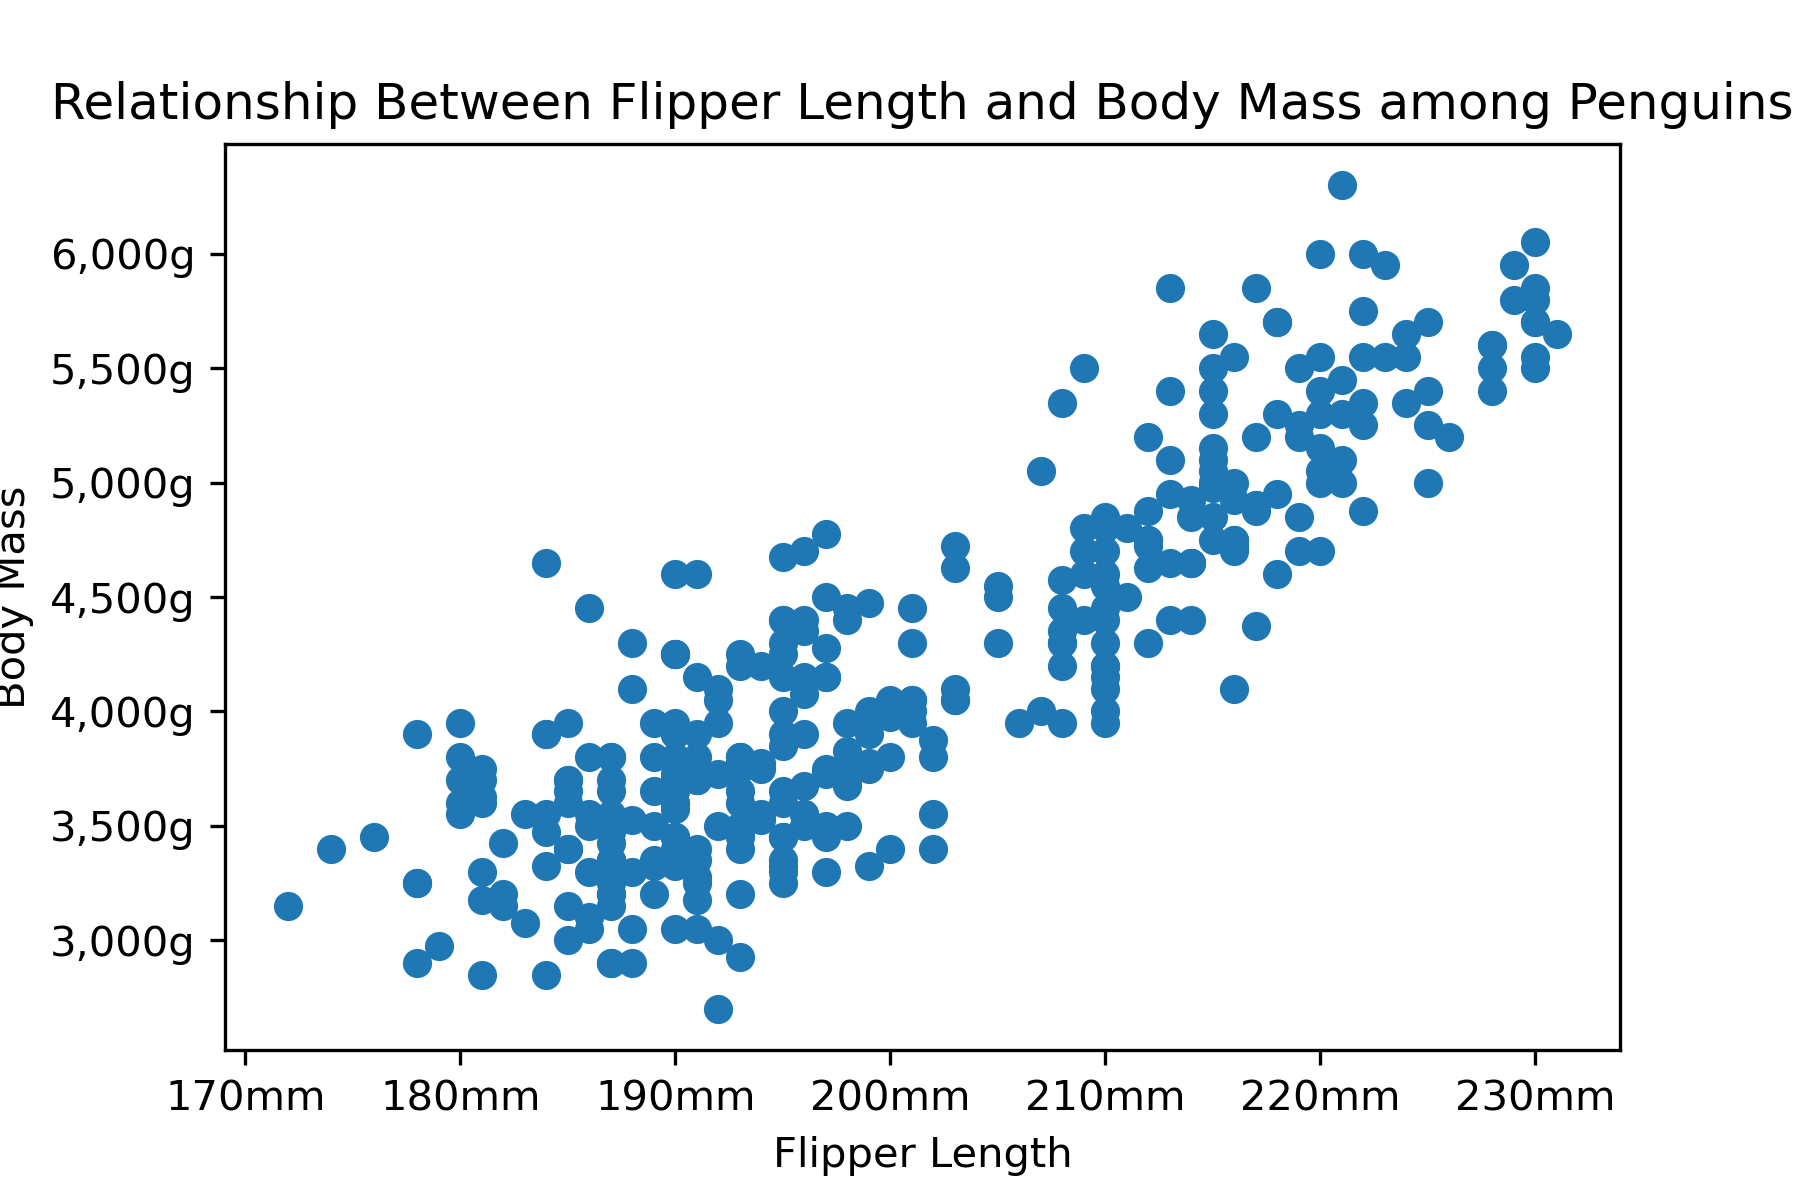 Relationship Between Flipper Length and Body Mass among Penguins
6,000g
5,500g
5,000g
4,500g
4,000g
3,500g
3,000g
Body Mass
170mm 180mm 190mm 200mm 210mm 220mm 230mm
Flipper Length